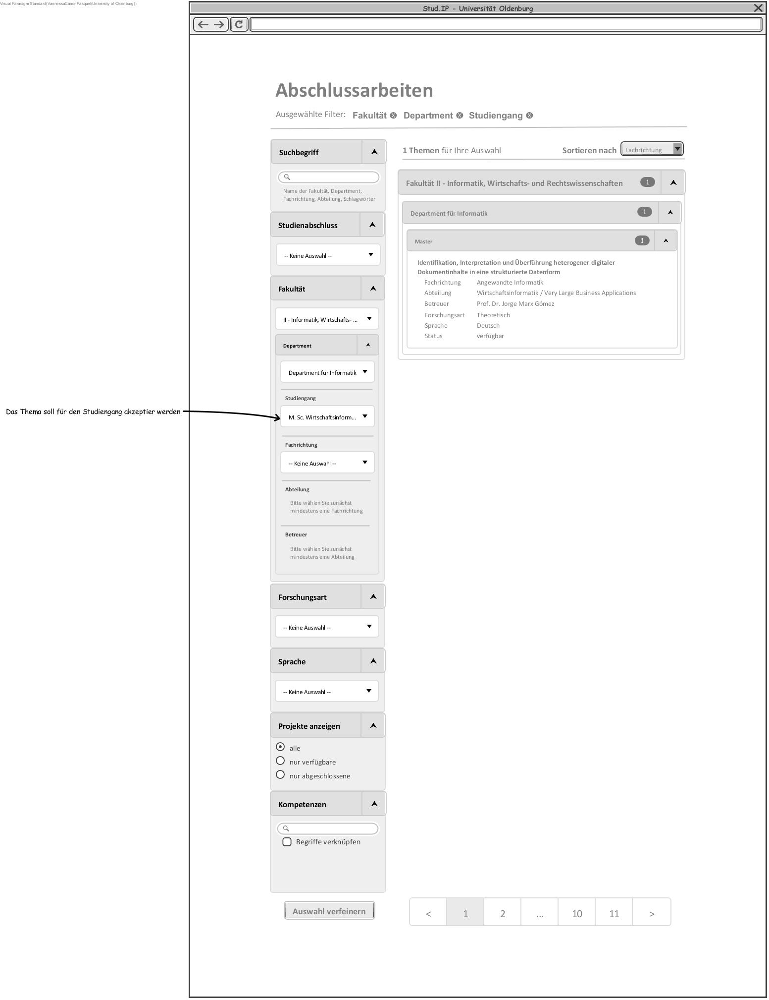 Visual Paradigm Standard(VannessaCanonPasquel(University of Oldenburg))
Stud.IP - Universität Oldenburg
Abschlussarbeiten
Ausgewählte Filter: Fakultät X Department X Studiengang X
Suchbegriff
Name der Fakultät, Department,
Fachrichtung, Abteilung, Schlagwörter
Studienabschluss
-- Keine Auswahl --
Fakultät
II - Informatik, Wirtschafts- ...
Department
Department für Informatik
Studiengang
Das Thema soll für den Studiengang akzeptier werden
M. Sc. Wirtschaftsinform...
Fachrichtung
-- Keine Auswahl --
Abteilung
Bitte wählen Sie zunächst
mindestens eine Fachrichtung
Betreuer
Bitte wählen Sie zunächst
mindestens eine Abteilung
Forschungsart
-- Keine Auswahl --
Sprache
-- Keine Auswahl --
Projekte anzeigen
alle
nur verfügbare
nur abgeschlossene
Kompetenzen
Begriffe verknüpfen
Auswahl verfeinern
1 Themen für Ihre Auswahl
Sortieren nach Fachrichtung
Fakultät II - Informatik, Wirtschafts- und Rechtswissenschaften 1
Department für Informatik 1
Master 1
Identifikation, Interpretation und Überführung heterogener digitaler
Dokumentinhalte in eine strukturierte Datenform
Fachrichtung Angewandte Informatik
Abteilung Wirtschaftsinformatik / Very Large Business Applications
Betreuer Prof. Dr. Jorge Marx Gómez
Forschungsart Theoretisch
Sprache Deutsch
Status verfügbar
< 1 2 ... 10 11 >